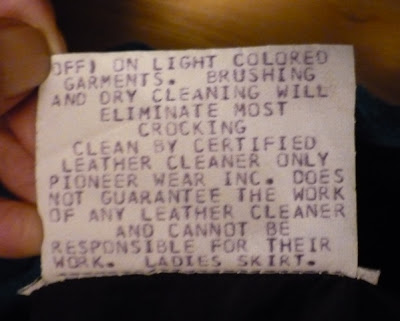 OFF) ON LIGHT COLORED
GARMENTS. BRUSHING
AND DRY CLEANING WILL
ELIMINATE MOST
CROCKING
CLEAN BY CERTIFIED
LEATHER CLEANER ONLY
PIONEER WEAR INC. DOES
NOT GUARANTEE THE WORK
OF ANY LEATHER CLEANER
AND CANNOT BE
RESPONSIBLE FOR THEIR
WORK. LADIES SKIRT.